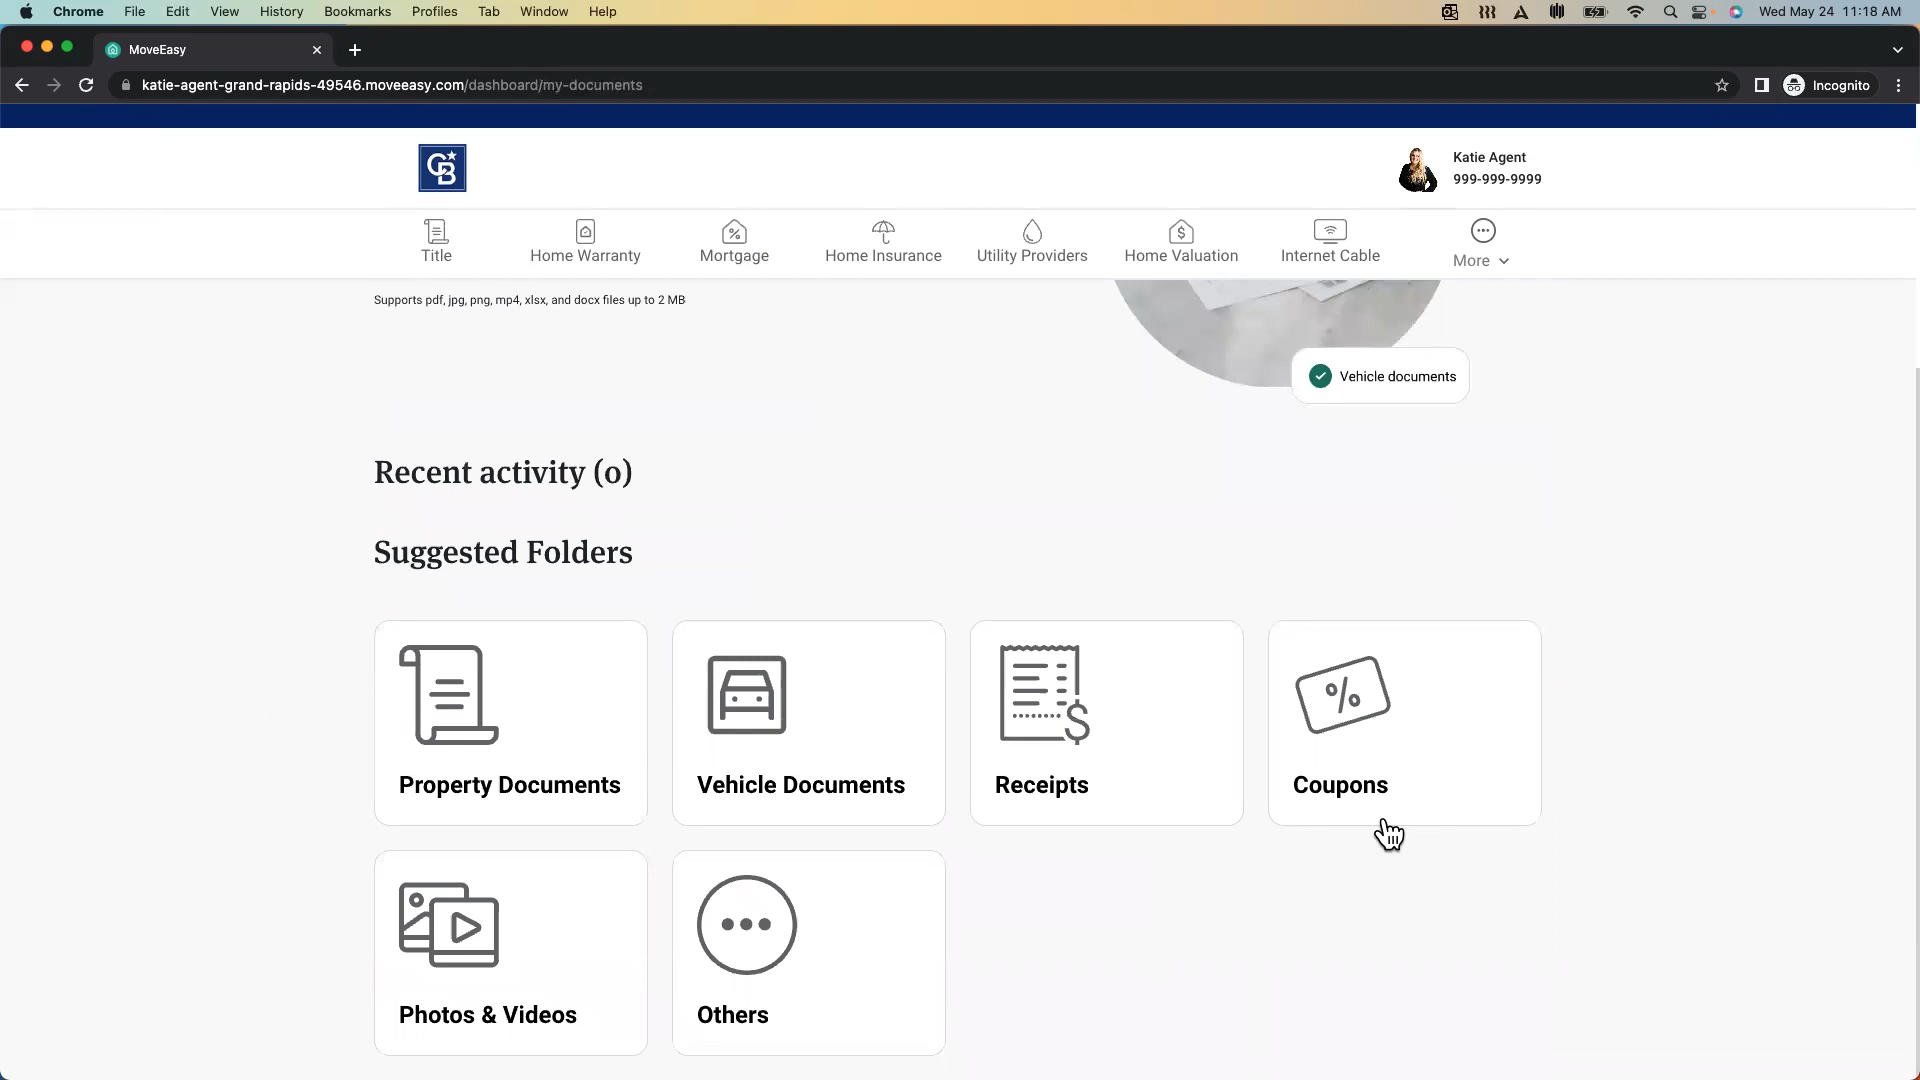 Chrome File Edit View History Bookmarks Profiles Tab Window Help Wed May 24 11:18 AM
MoveEasy
katie-agent-grand-rapids-49546.moveeasy.com/dashboard/my-documents Incognito
CB
Katie Agent
999-999-9999
Title Home Warranty Mortgage Home Insurance Utility Providers Home Valuation Internet Cable More
Supports pdf, jpg, png, mp4, xlsx, and docx files up to 2 MB
Vehicle documents
Recent activity (0)
Suggested Folders
Property Documents Vehicle Documents Receipts Coupons
Photos & Videos Others